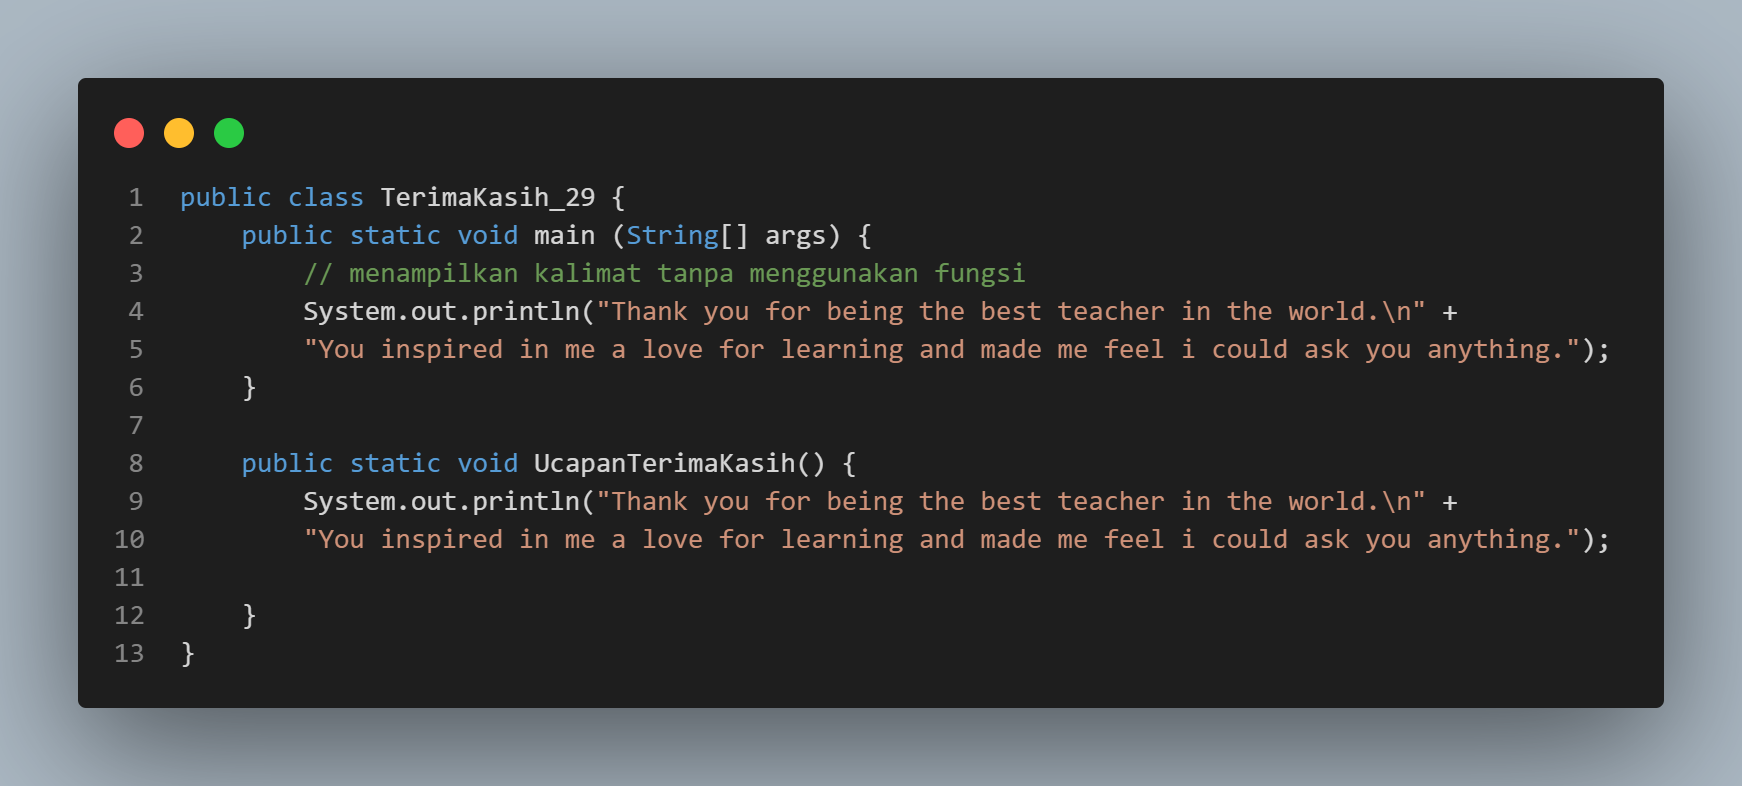 1 public class TerimaKasih_29 {
2     public static void main (String[] args) {
3         // menampilkan kalimat tanpa menggunakan fungsi
4         System.out.println("Thank you for being the best teacher in the world.\n" +
5         "You inspired in me a love for learning and made me feel i could ask you anything.");
6     }
7
8     public static void UcapanTerimaKasih() {
9         System.out.println("Thank you for being the best teacher in the world.\n" +
10         "You inspired in me a love for learning and made me feel i could ask you anything.");
11
12     }
13 }